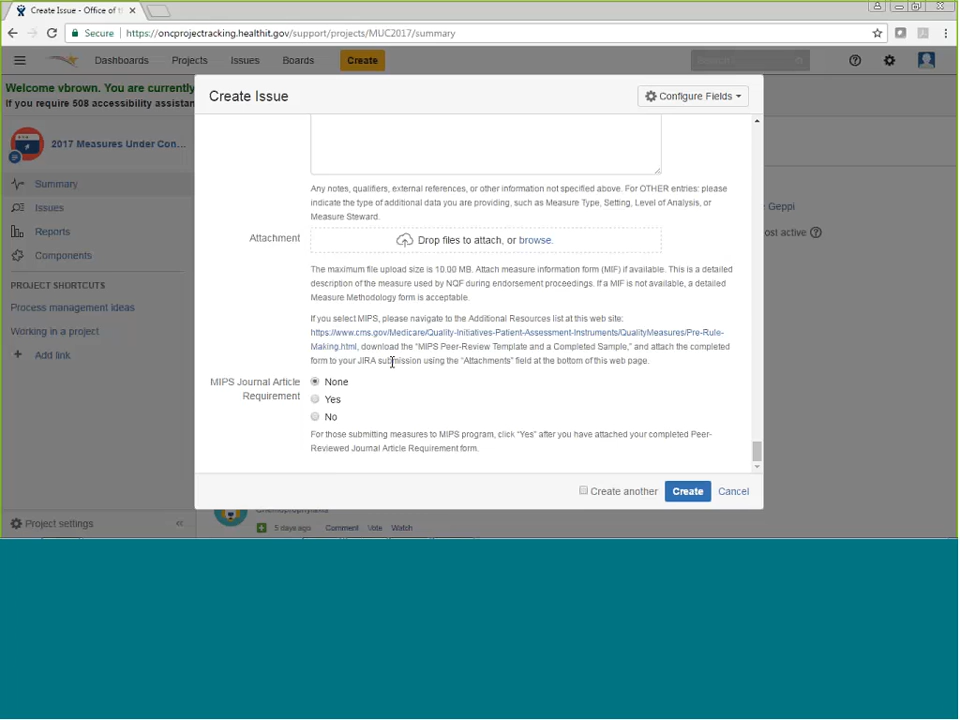 Create Issue - Office of t
Secure https://oncprojectracking.healthit.gov/support/projects/MUC2017/summary
Dashboards Projects Issues Boards Create Search
Welcome vbrown. You are currently
If you require 508 accessibility assistan
Create Issue Configure Fields
2017 Measures Under Con...
Summary
Issues
Reports
Components
PROJECT SHORTCUTS
Process management ideas
Working in a project
Add link
Project settings
Any notes, qualifiers, external references, or other information not specified above. For OTHER entries: please
indicate the type of additional data you are providing, such as Measure Type, Setting, Level of Analysis, or
Measure Steward.
Attachment Drop files to attach, or browse.
The maximum file upload size is 10.00 MB. Attach measure information form (MIF) if available. This is a detailed
description of the measure used by NQF during endorsement proceedings. If a MIF is not available, a detailed
Measure Methodology form is acceptable.
If you select MIPS, please navigate to the Additional Resources list at this web site:
https://www.cms.gov/Medicare/Quality-Initiatives-Patient-Assessment-Instruments/QualityMeasures/Pre-Rule-
Making.html, download the “MIPS Peer-Review Template and a Completed Sample,” and attach the completed
form to your JIRA submission using the “Attachments” field at the bottom of this web page.
MIPS Journal Article
Requirement
None
Yes
No
For those submitting measures to MIPS program, click “Yes” after you have attached your completed Peer-
Reviewed Journal Article Requirement form.
Create another Create Cancel
e Geppi
ost active
5 days ago Comment Vote Watch